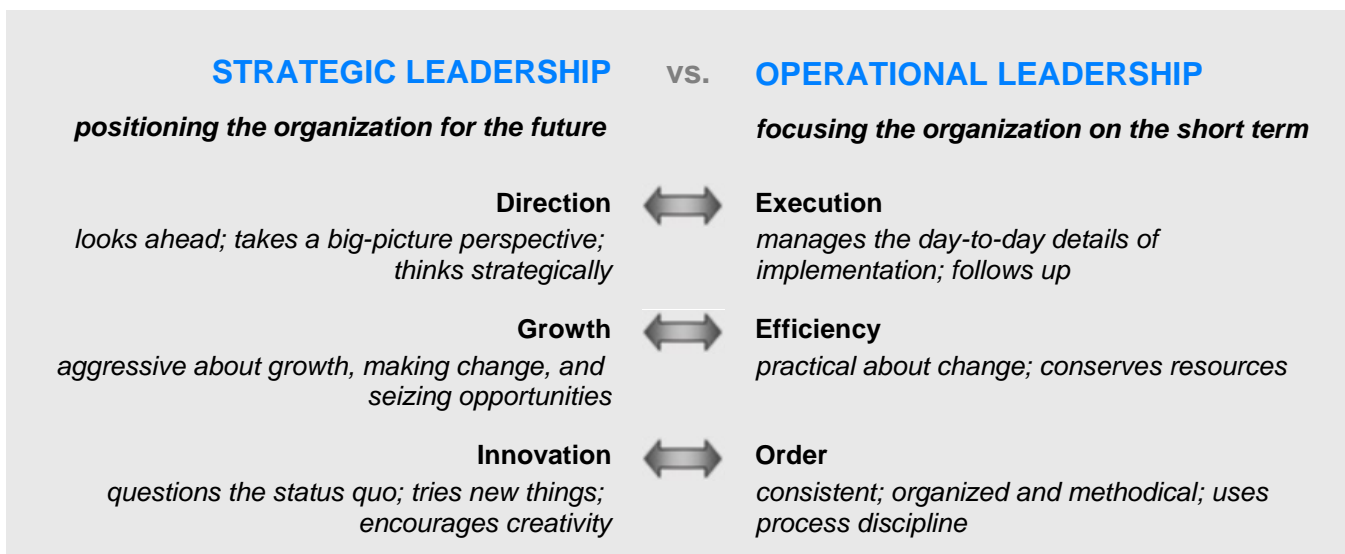 STRATEGIC LEADERSHIP vs. OPERATIONAL LEADERSHIP
positioning the organization for the future
focusing the organization on the short term
Direction
looks ahead; takes a big-picture perspective;
thinks strategically
Execution
manages the day-to-day details of
implementation; follows up
Growth
aggressive about growth, making change, and
seizing opportunities
Efficiency
practical about change; conserves resources
Innovation
questions the status quo; tries new things;
encourages creativity
Order
consistent; organized and methodical; uses
process discipline